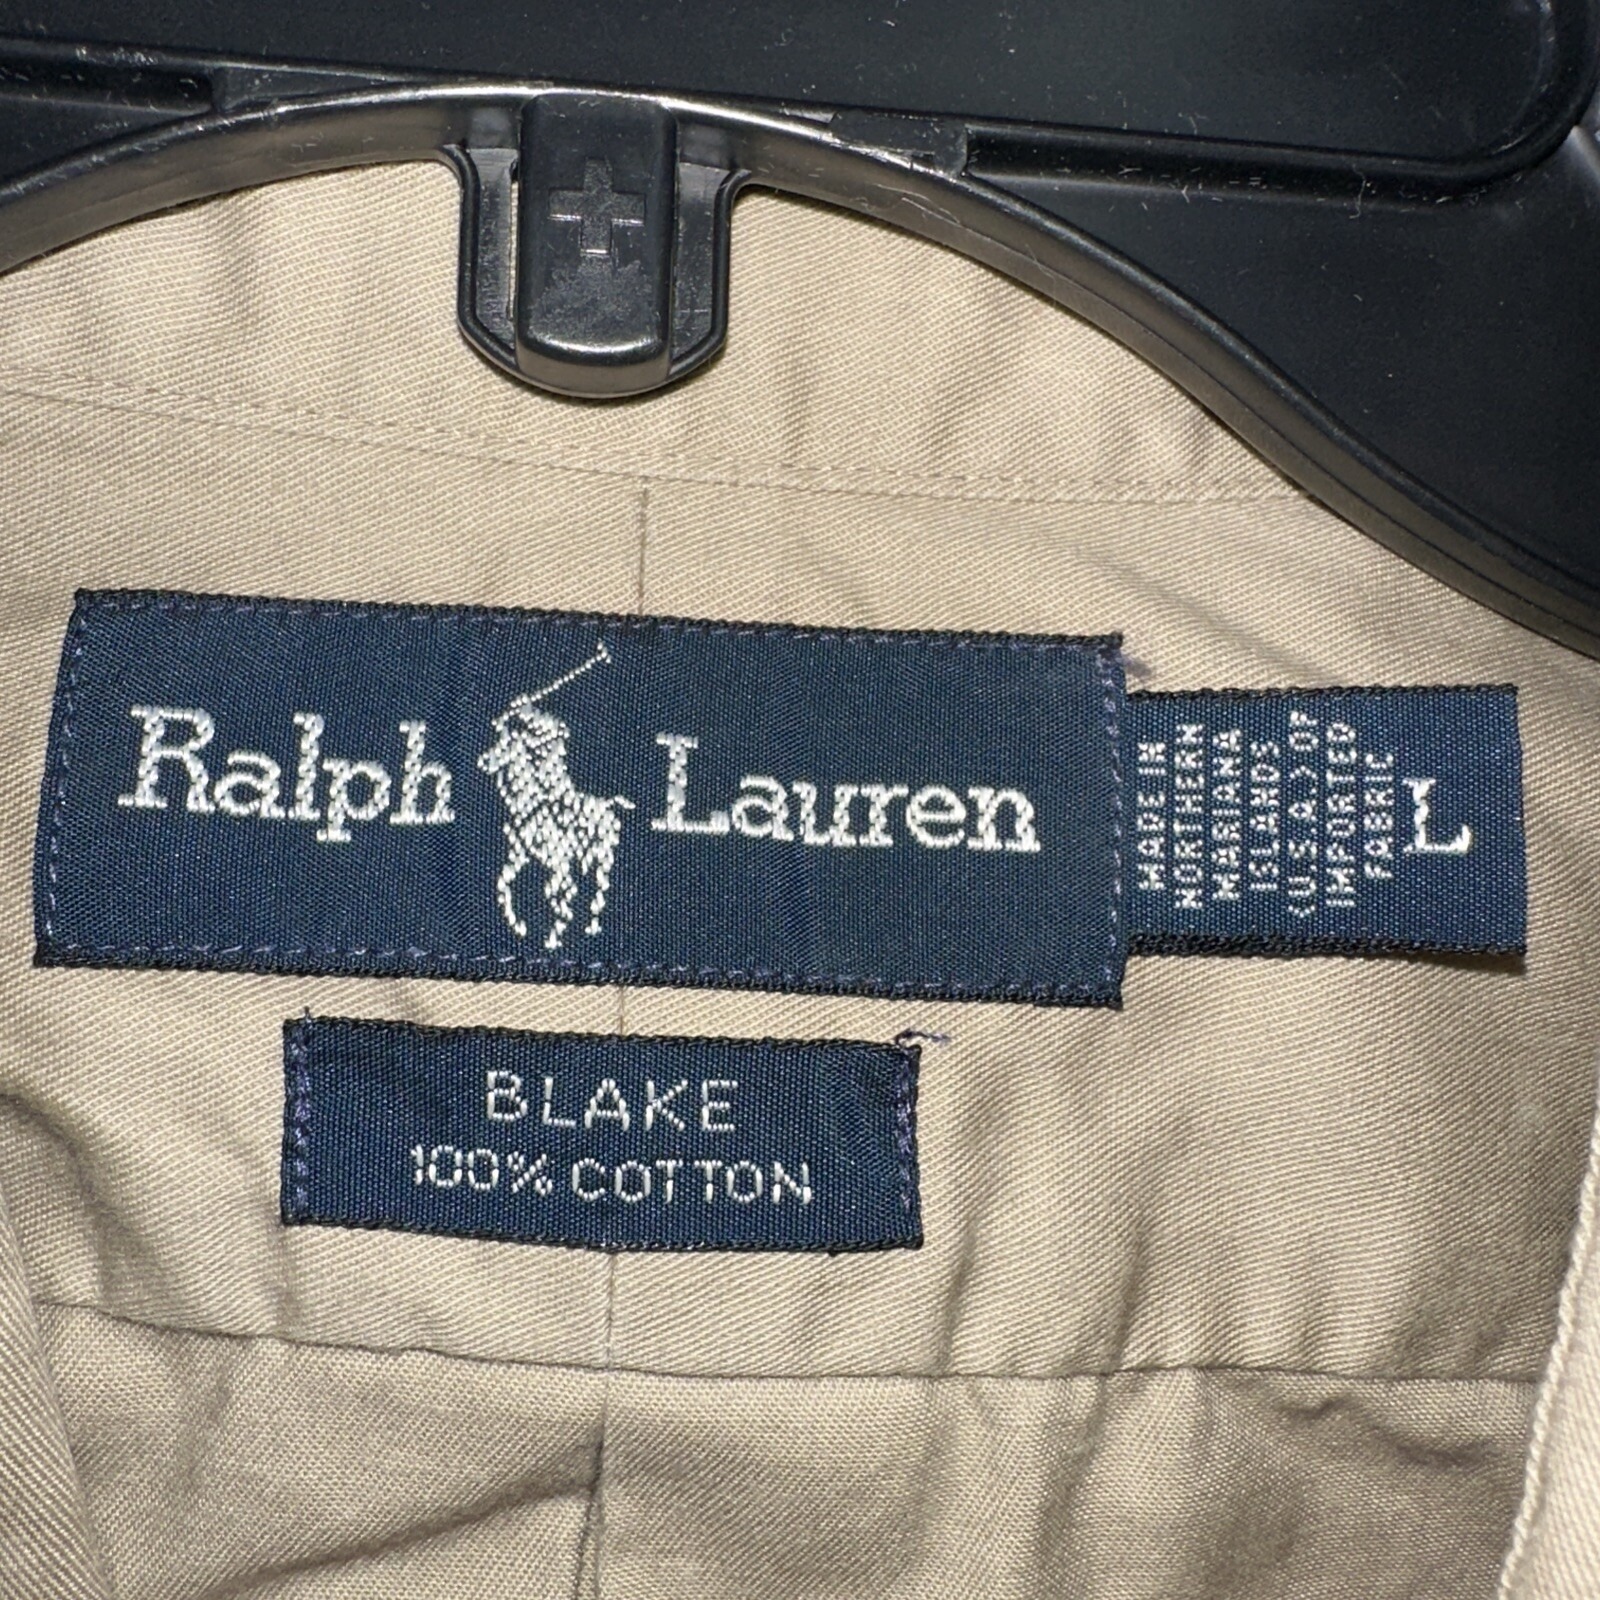 Ralph Lauren
MADE IN
NORTHERN
MARIANA
ISLANDS
(U.S.A.) OF
IMPORTED
FABRIC
L
BLAKE
100% COTTON